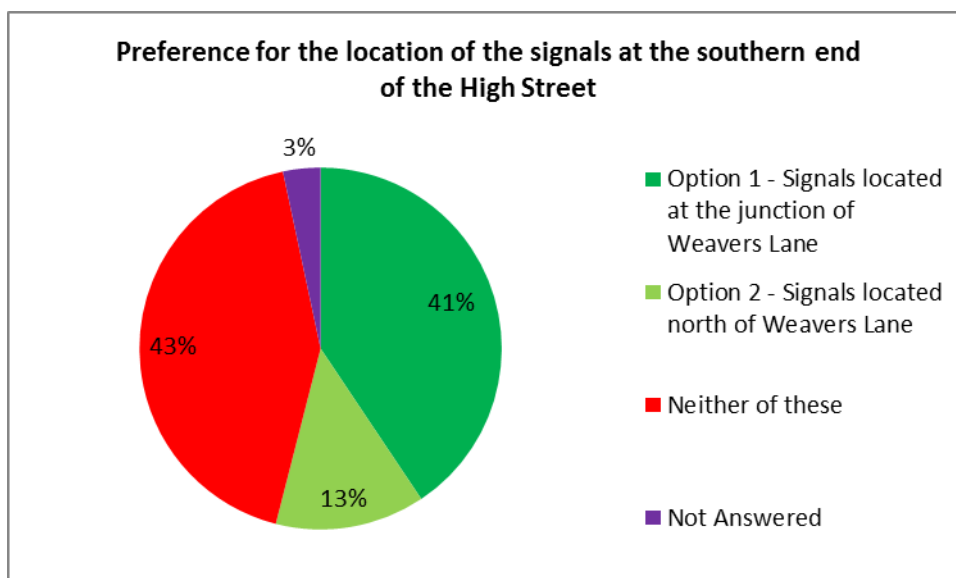 Preference for the location of the signals at the southern end
of the High Street
3%
41%
43%
13%
Option 1 - Signals located
at the junction of
Weavers Lane
Option 2 - Signals located
north of Weavers Lane
Neither of these
Not Answered